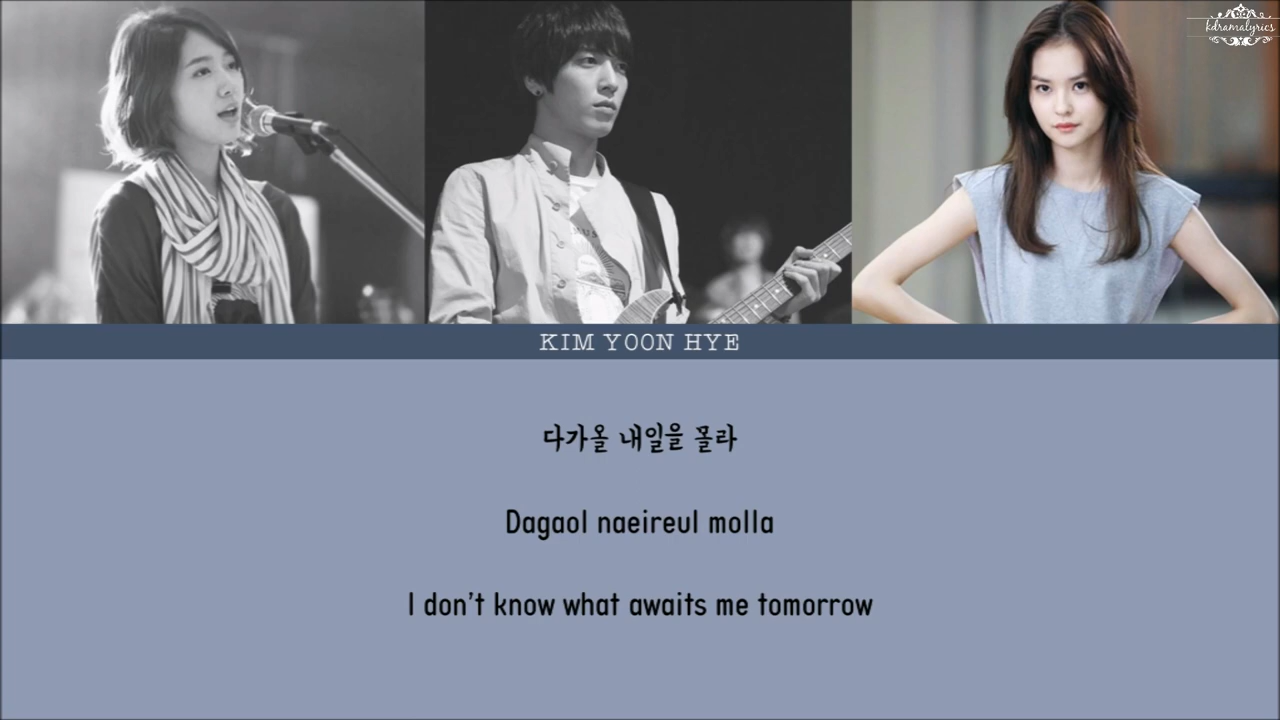 kdramalyrics
KIM YOON HYE
다가올 내일을 몰라
Dagaol naeireul molla
I don't know what awaits me tomorrow